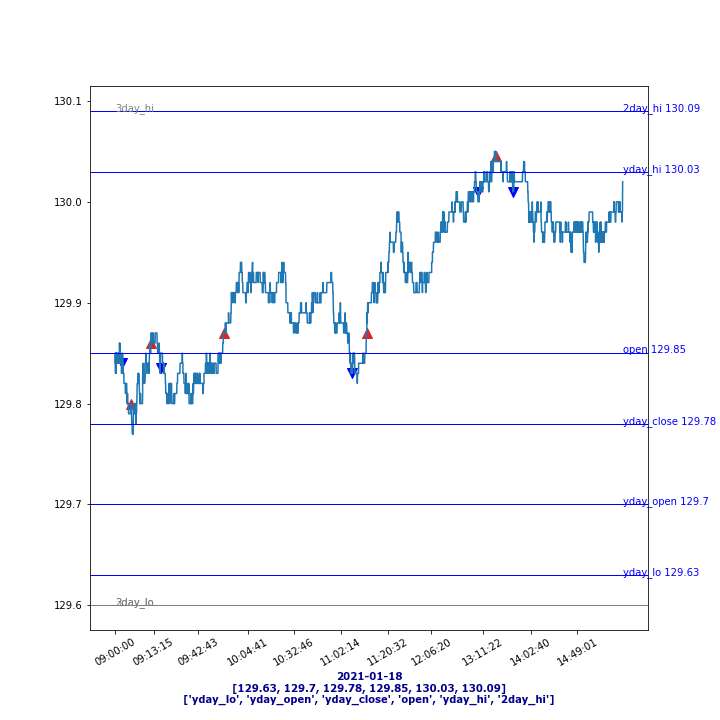 130.1
130.0
129.9
129.8
129.7
129.6
3day_hi
2day_hi 130.09
yday_hi 130.03
open 129.85
yday_close 129.78
yday_open 129.7
yday_lo 129.63
09:00:00
09:13:15
09:42:43
10:04:41
10:32:46
11:02:14
11:20:32
12:06:20
13:11:22
14:02:40
14:49:01
2021-01-18
[129.63, 129.7, 129.78, 129.85, 130.03, 130.09]
['yday_lo', 'yday_open', 'yday_close', 'open', 'yday_hi', '2day_hi']